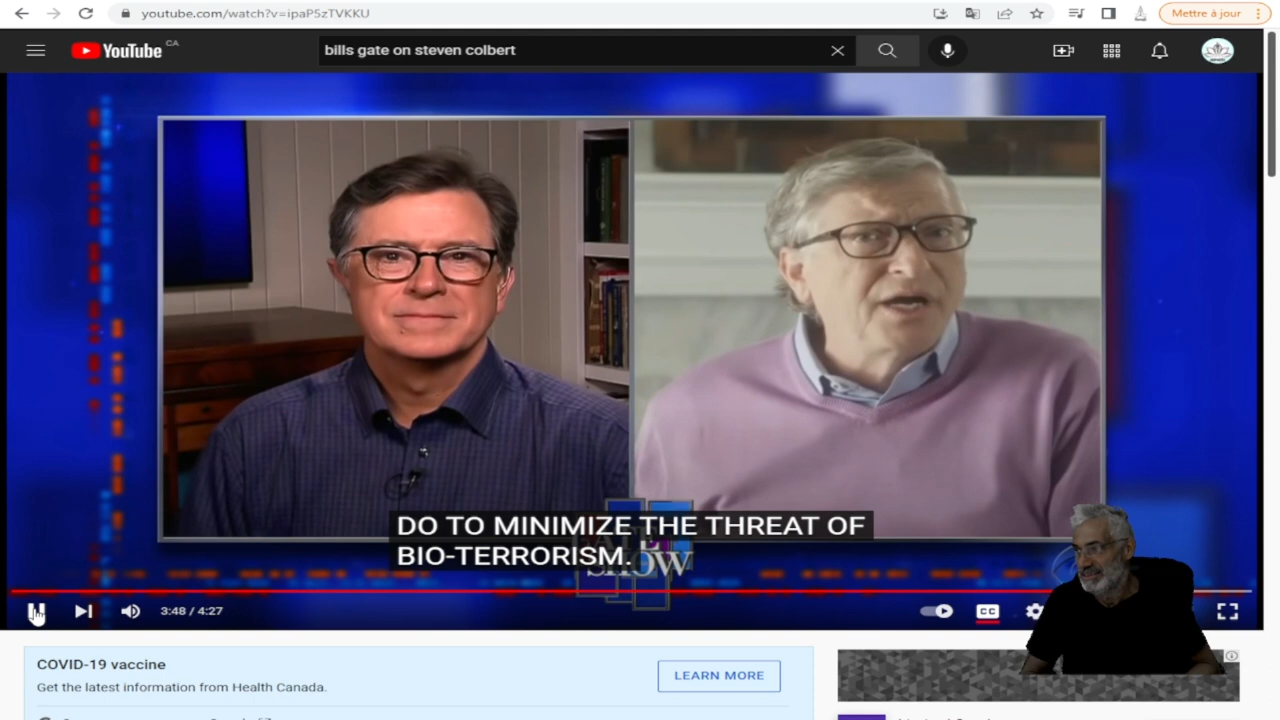 youtube.com/watch?v=ipaP5zTVKKU
Mettre à jour
YouTube CA
bills gate on steven colbert
DO TO MINIMIZE THE THREAT OF
BIO-TERRORISM.
SHOW
3:48 / 4:27
CC
COVID-19 vaccine
Get the latest information from Health Canada.
LEARN MORE